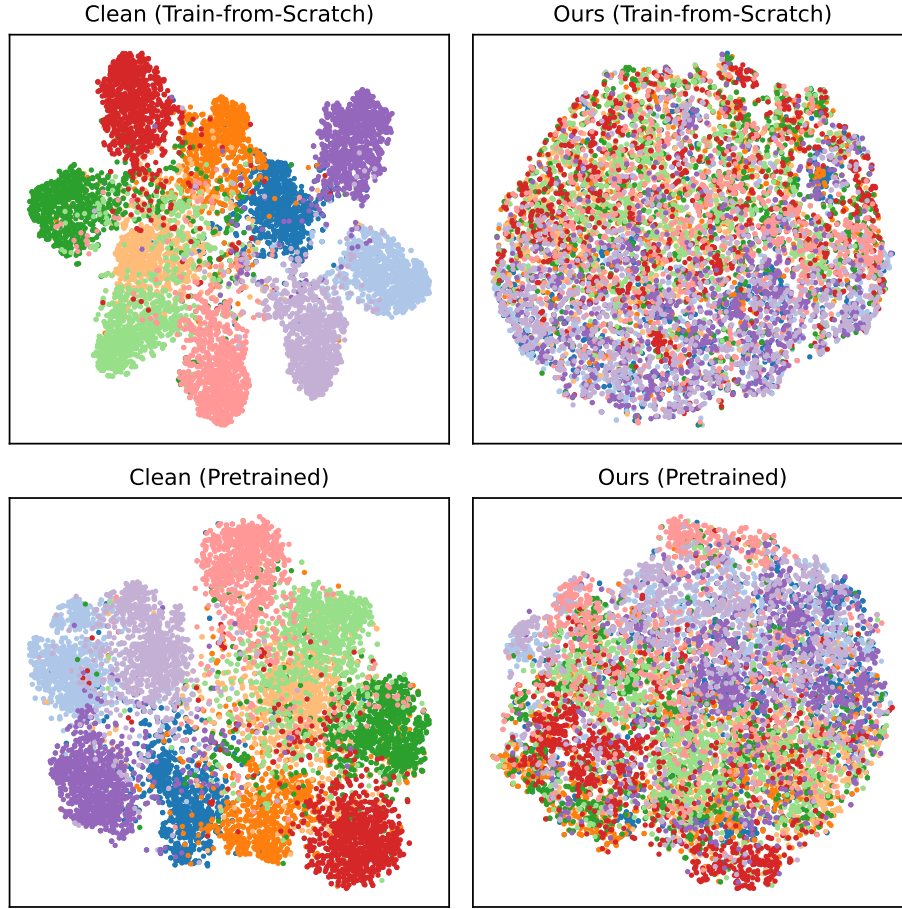 Clean (Train-from-Scratch)
Ours (Train-from-Scratch)
Clean (Pretrained)
Ours (Pretrained)